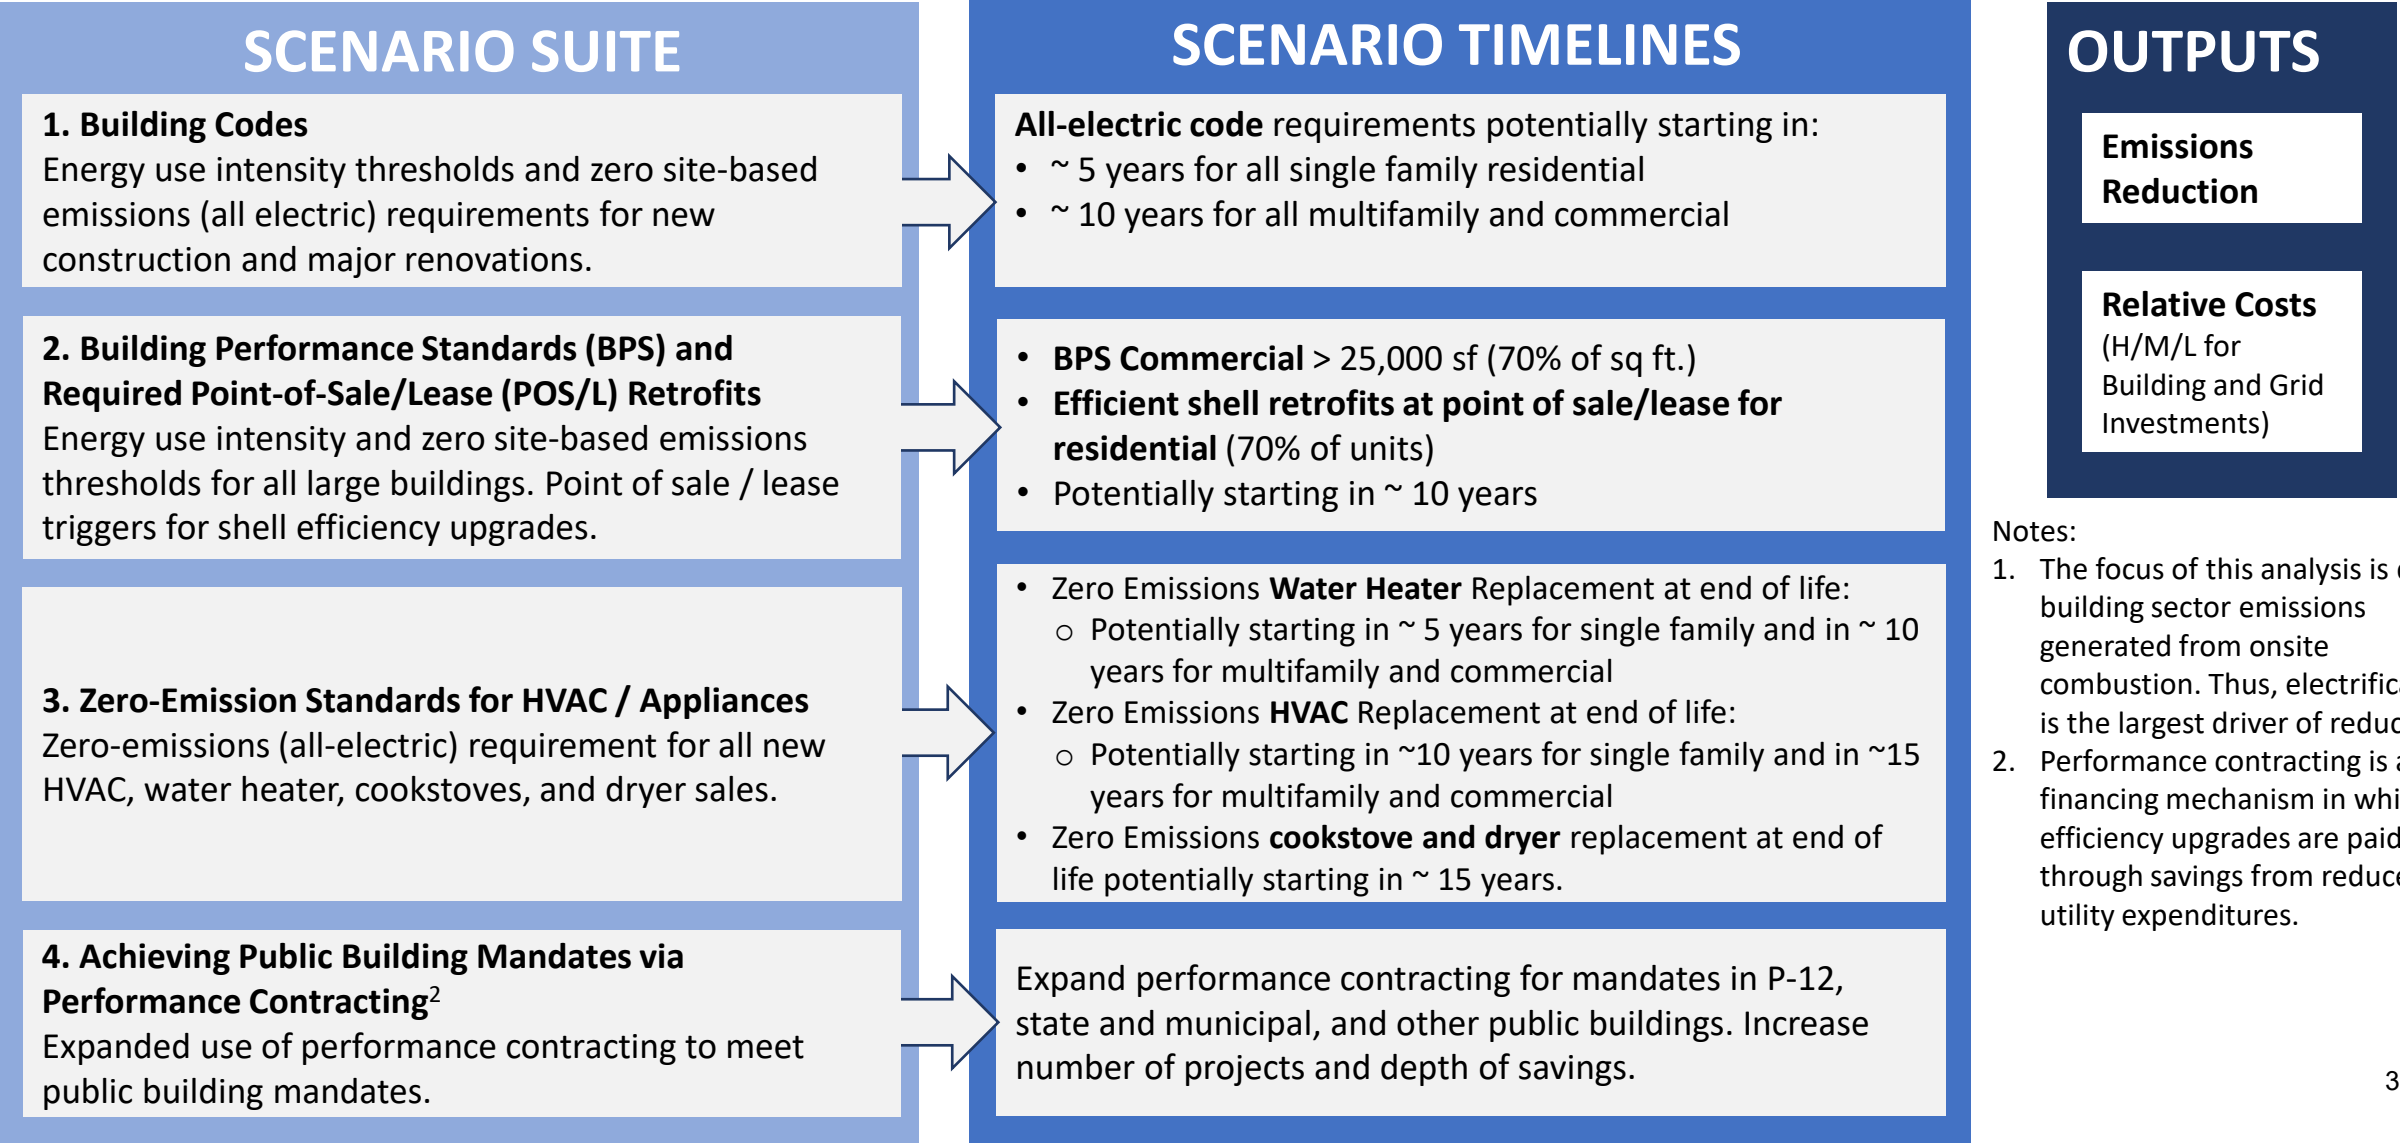 SCENARIO SUITE
1. Building Codes
Energy use intensity thresholds and zero site-based
emissions (all electric) requirements for new
construction and major renovations.
2. Building Performance Standards (BPS) and
Required Point-of-Sale/Lease (POS/L) Retrofits
Energy use intensity and zero site-based emissions
thresholds for all large buildings. Point of sale / lease
triggers for shell efficiency upgrades.
3. Zero-Emission Standards for HVAC / Appliances
Zero-emissions (all-electric) requirement for all new
HVAC, water heater, cookstoves, and dryer sales.
4. Achieving Public Building Mandates via
Performance Contracting²
Expanded use of performance contracting to meet
public building mandates.
SCENARIO TIMELINES
All-electric code requirements potentially starting in:
• ~ 5 years for all single family residential
• ~ 10 years for all multifamily and commercial
• BPS Commercial > 25,000 sf (70% of sq ft.)
• Efficient shell retrofits at point of sale/lease for
residential (70% of units)
• Potentially starting in ~ 10 years
• Zero Emissions Water Heater Replacement at end of life:
o Potentially starting in ~ 5 years for single family and in ~ 10
years for multifamily and commercial
• Zero Emissions HVAC Replacement at end of life:
o Potentially starting in ~10 years for single family and in ~15
years for multifamily and commercial
• Zero Emissions cookstove and dryer replacement at end of
life potentially starting in ~ 15 years.
Expand performance contracting for mandates in P-12,
state and municipal, and other public buildings. Increase
number of projects and depth of savings.
OUTPUTS
Emissions
Reduction
Relative Costs
(H/M/L for
Building and Grid
Investments)
Notes:
1. The focus of this analysis is
building sector emissions
generated from onsite
combustion. Thus,
is the largest driver of
2. Performance contracting is
financing mechanism in
efficiency upgrades are paid
through savings from
utility expenditures.
3